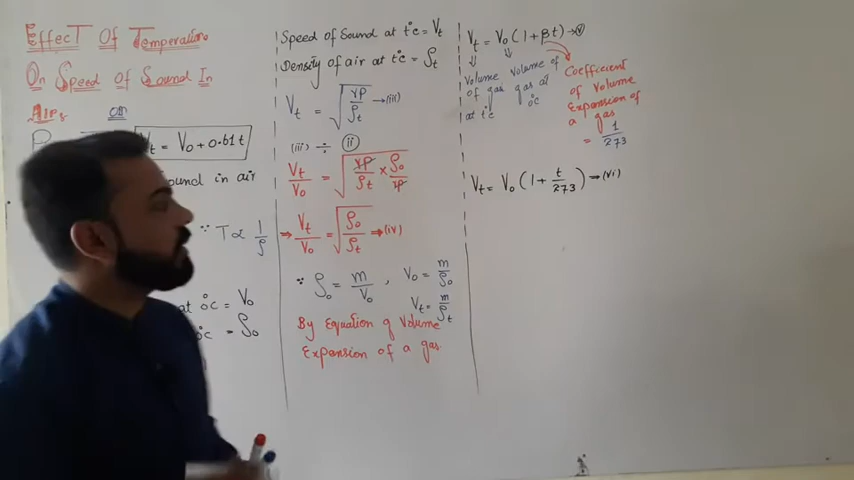 Effect Of Temperature
On Speed of Sound In
Air
OR
P
Vt = V₀ + 0.61 t
Sound in air
∵ T ∝ 1/ρ
at 0°C = V₀
°C = ρ₀
Speed of Sound at t°C = Vt
Density of air at t°C = ρt
Vt = √(γP/ρt) → (iii)
(iii) ÷ (ii)
Vt/V₀ = √(γP/ρt × ρ₀/γP)
⇒ Vt/V₀ = √(ρ₀/ρt) → (iv)
∵ ρ₀ = m/V₀ , V₀ = m/ρ₀
Vt = m/ρt
By Equation of Volume
Expansion of a gas
Vt = V₀ (1 + βt) → (v)
Volume of gas at t°C
Volume of gas at 0°C
Coefficient
of Volume
Expansion of
a gas
= 1/273
Vt = V₀ (1 + t/273) → (vi)